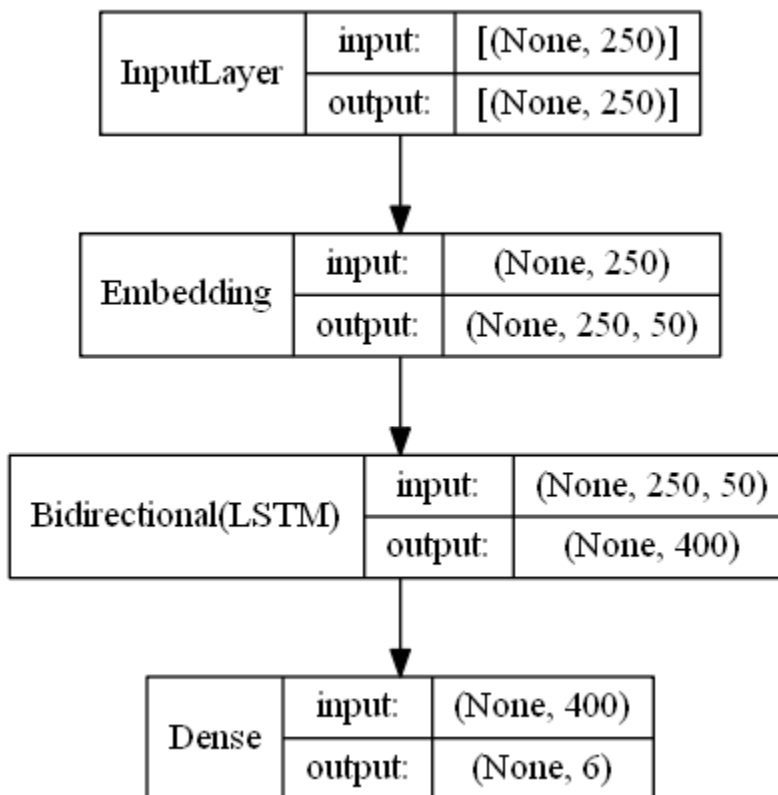 InputLayer
input: [(None, 250)]
output: [(None, 250)]
Embedding
input: (None, 250)
output: (None, 250, 50)
Bidirectional(LSTM)
input: (None, 250, 50)
output: (None, 400)
Dense
input: (None, 400)
output: (None, 6)